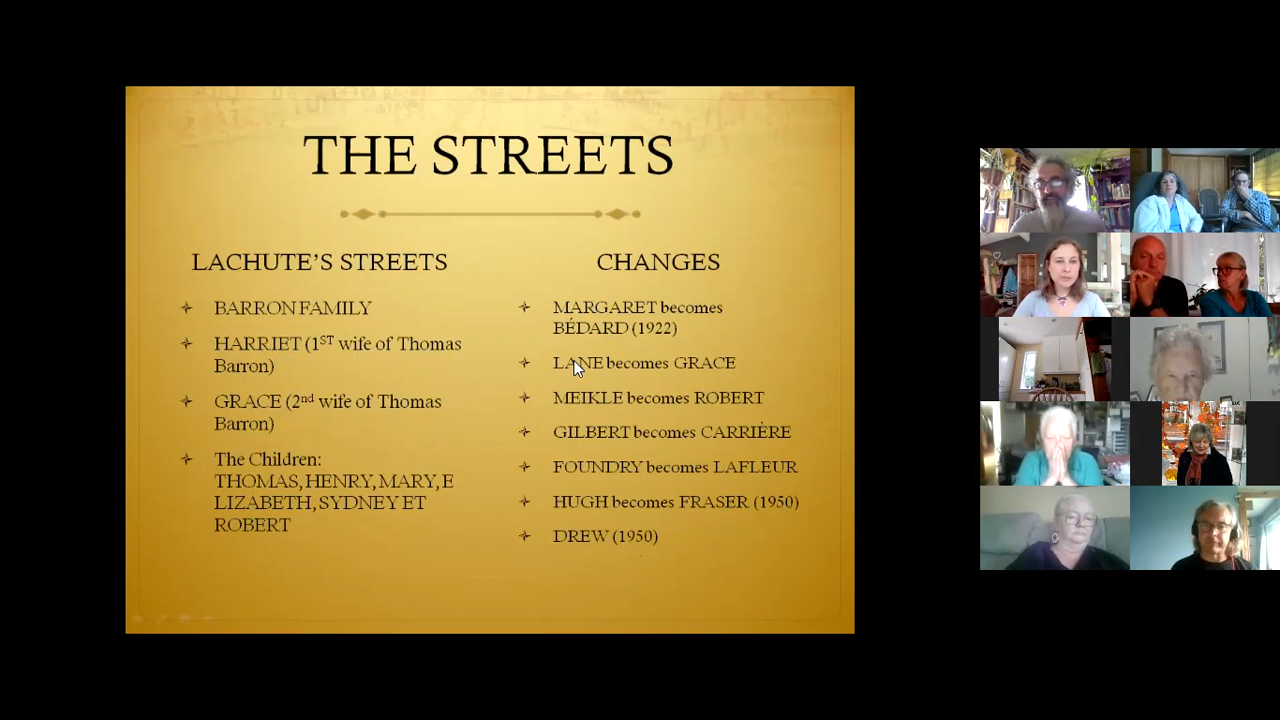 THE STREETS
LACHUTE'S STREETS
BARRON FAMILY
HARRIET (1ST wife of Thomas
Barron)
GRACE (2nd wife of Thomas
Barron)
The Children:
THOMAS, HENRY, MARY, E
LIZABETH, SYDNEY ET
ROBERT
CHANGES
MARGARET becomes
BÉDARD (1922)
LANE becomes GRACE
MEIKLE becomes ROBERT
GILBERT becomes CARRIÈRE
FOUNDRY becomes LAFLEUR
HUGH becomes FRASER (1950)
DREW (1950)